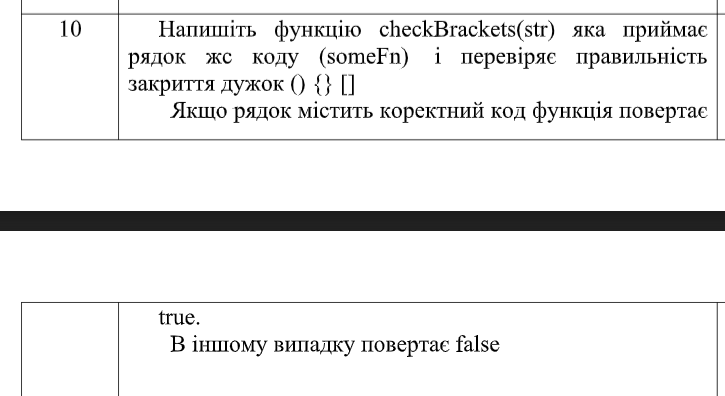 10
Напишіть функцію checkBrackets(str) яка приймає
рядок жс коду (someFn) і перевіряє правильність
закриття дужок () {} []
Якщо рядок містить коректний код функція повертає
true.
В іншому випадку повертає false